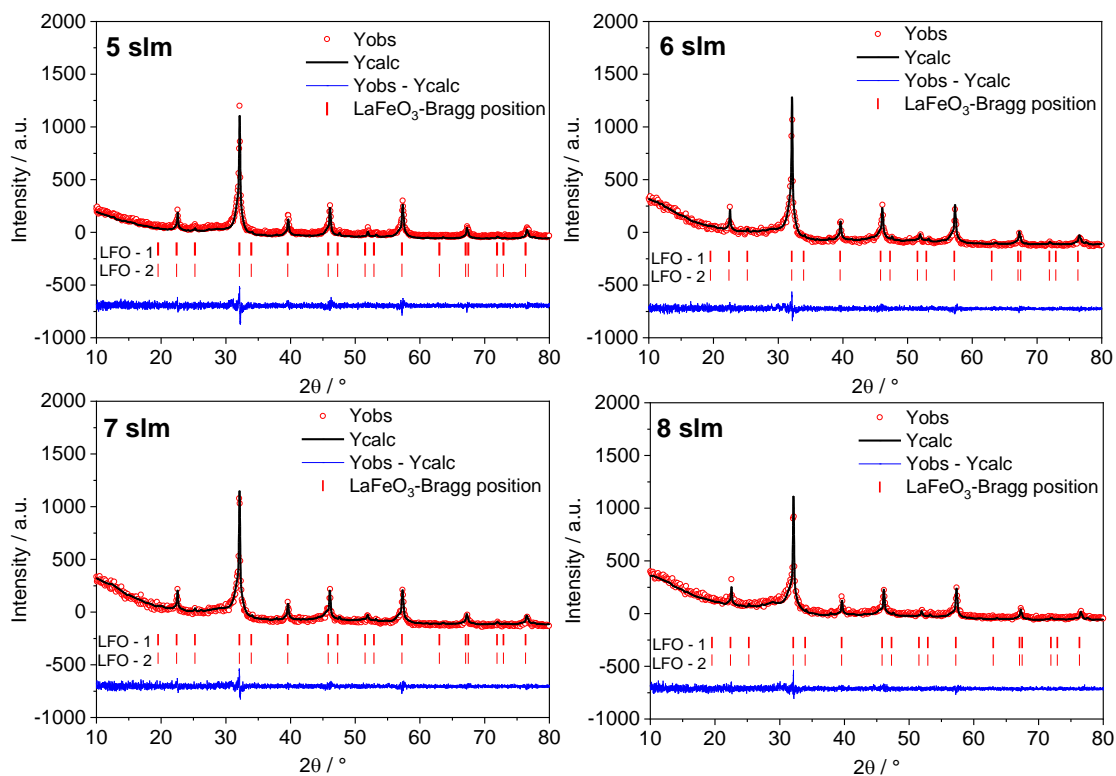 5 slm
Yobs
Ycalc
Yobs - Ycalc
LaFeO₃-Bragg position
LFO - 1
LFO - 2
Intensity / a.u.
2000
1500
1000
500
0
-500
-1000
10 20 30 40 50 60 70 80
2θ / °
6 slm
Yobs
Ycalc
Yobs - Ycalc
LaFeO₃-Bragg position
LFO - 1
LFO - 2
Intensity / a.u.
2000
1500
1000
500
0
-500
-1000
10 20 30 40 50 60 70 80
2θ / °
7 slm
Yobs
Ycalc
Yobs - Ycalc
LaFeO₃-Bragg position
LFO - 1
LFO - 2
Intensity / a.u.
2000
1500
1000
500
0
-500
-1000
10 20 30 40 50 60 70 80
2θ / °
8 slm
Yobs
Ycalc
Yobs - Ycalc
LaFeO₃-Bragg position
LFO - 1
LFO - 2
Intensity / a.u.
2000
1500
1000
500
0
-500
-1000
10 20 30 40 50 60 70 80
2θ / °